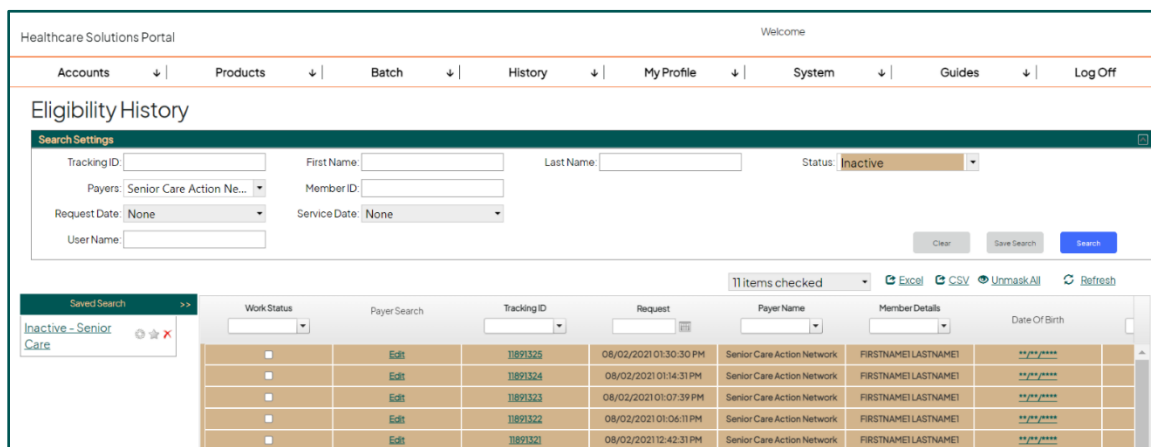 Healthcare Solutions Portal
Welcome
Accounts Products Batch History My Profile System Guides Log Off
Eligibility History
Search Settings
Tracking ID: First Name: Last Name: Status: Inactive
Payers: Senior Care Action Ne... Member ID:
Request Date: None Service Date: None
User Name:
Clear Save Search Search
11 items checked Excel CSV Unmask All Refresh
Saved Search >>
Inactive - Senior
Care
Work Status Payer Search Tracking ID Request Payer Name Member Details Date Of Birth
Edit 11891325 08/02/2021 01:30:30 PM Senior Care Action Network FIRSTNAME1 LASTNAME1 **/**/****
Edit 11891324 08/02/2021 01:14:31 PM Senior Care Action Network FIRSTNAME1 LASTNAME1 **/**/****
Edit 11891323 08/02/2021 01:07:39 PM Senior Care Action Network FIRSTNAME1 LASTNAME1 **/**/****
Edit 11891322 08/02/2021 01:06:11 PM Senior Care Action Network FIRSTNAME1 LASTNAME1 **/**/****
Edit 11891321 08/02/2021 12:42:31 PM Senior Care Action Network FIRSTNAME1 LASTNAME1 **/**/****